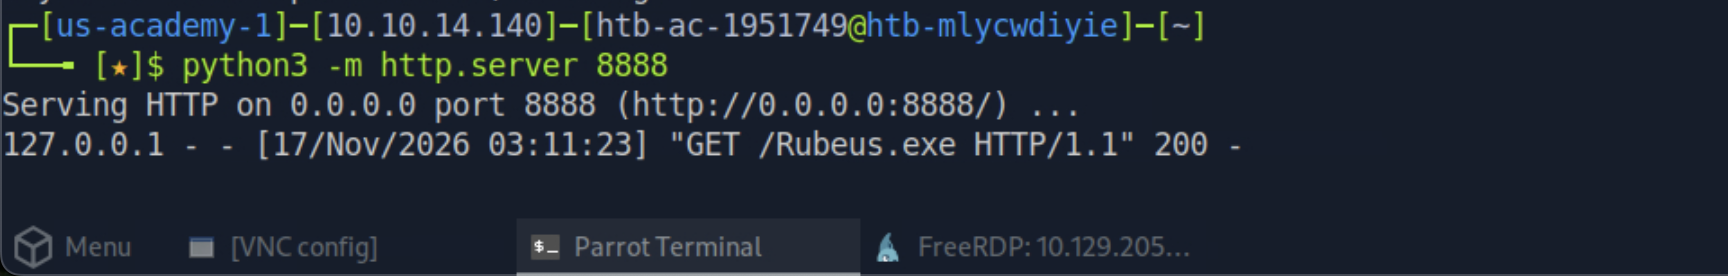 ┌─[us-academy-1]─[10.10.14.140]─[htb-ac-1951749@htb-mlycwdiyie]─[~]
└──╼ [★]$ python3 -m http.server 8888
Serving HTTP on 0.0.0.0 port 8888 (http://0.0.0.0:8888/) ...
127.0.0.1 - - [17/Nov/2026 03:11:23] "GET /Rubeus.exe HTTP/1.1" 200 -
Menu [VNC config] $_ Parrot Terminal FreeRDP: 10.129.205...